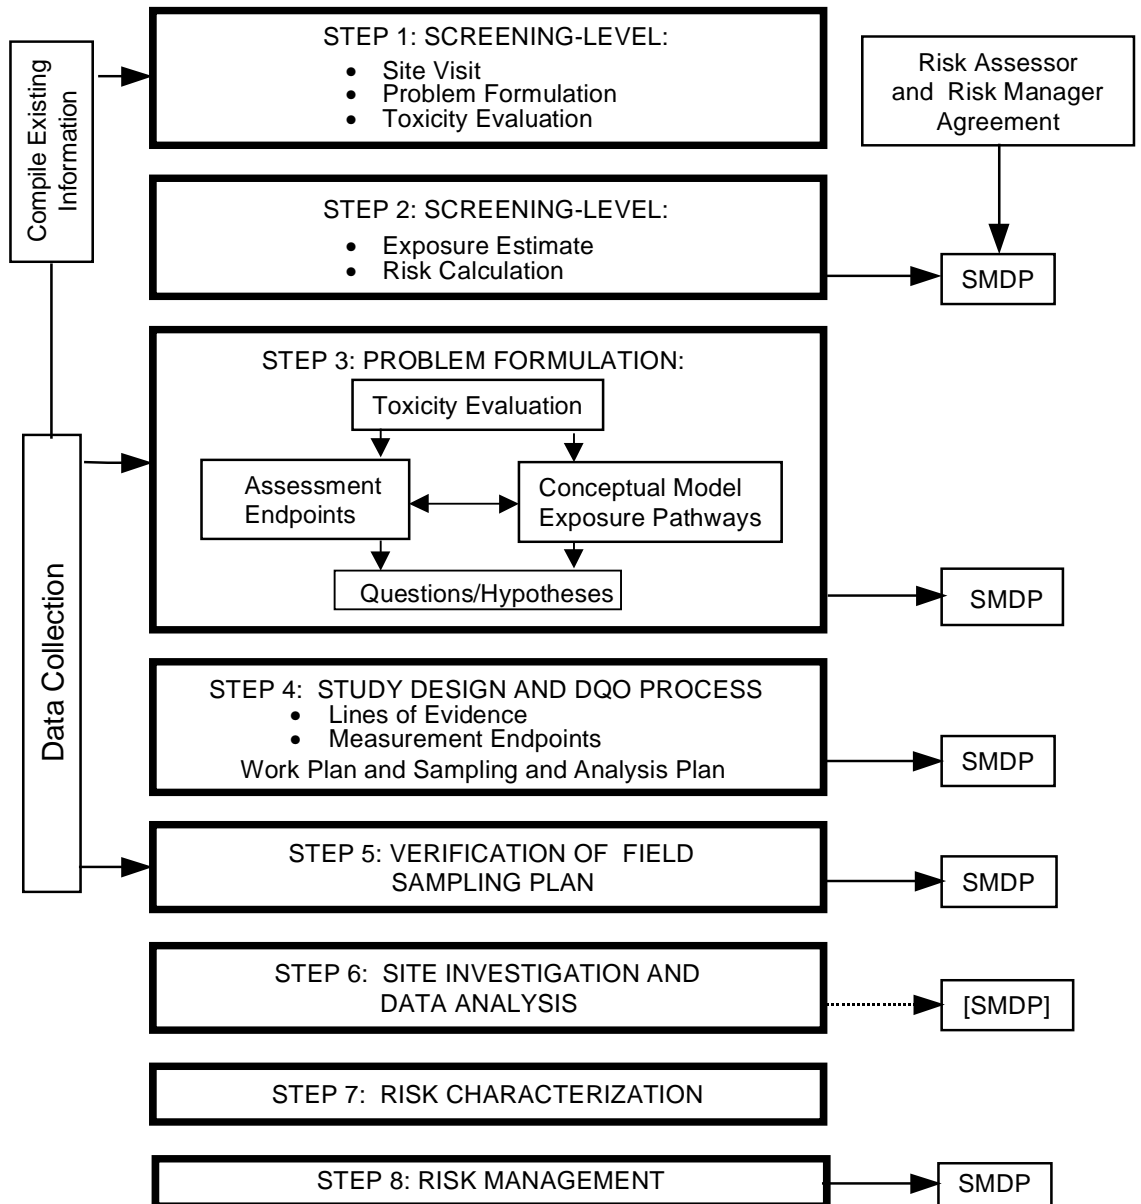 STEP 1: SCREENING-LEVEL:
• Site Visit
• Problem Formulation
• Toxicity Evaluation
Compile Existing
Information
Risk Assessor
and Risk Manager
Agreement
STEP 2: SCREENING-LEVEL:
• Exposure Estimate
• Risk Calculation
SMDP
STEP 3: PROBLEM FORMULATION:
Toxicity Evaluation
Assessment
Endpoints
Conceptual Model
Exposure Pathways
Questions/Hypotheses
SMDP
Data Collection
STEP 4: STUDY DESIGN AND DQO PROCESS
• Lines of Evidence
• Measurement Endpoints
Work Plan and Sampling and Analysis Plan
SMDP
STEP 5: VERIFICATION OF FIELD
SAMPLING PLAN
SMDP
STEP 6: SITE INVESTIGATION AND
DATA ANALYSIS
[SMDP]
STEP 7: RISK CHARACTERIZATION
STEP 8: RISK MANAGEMENT
SMDP